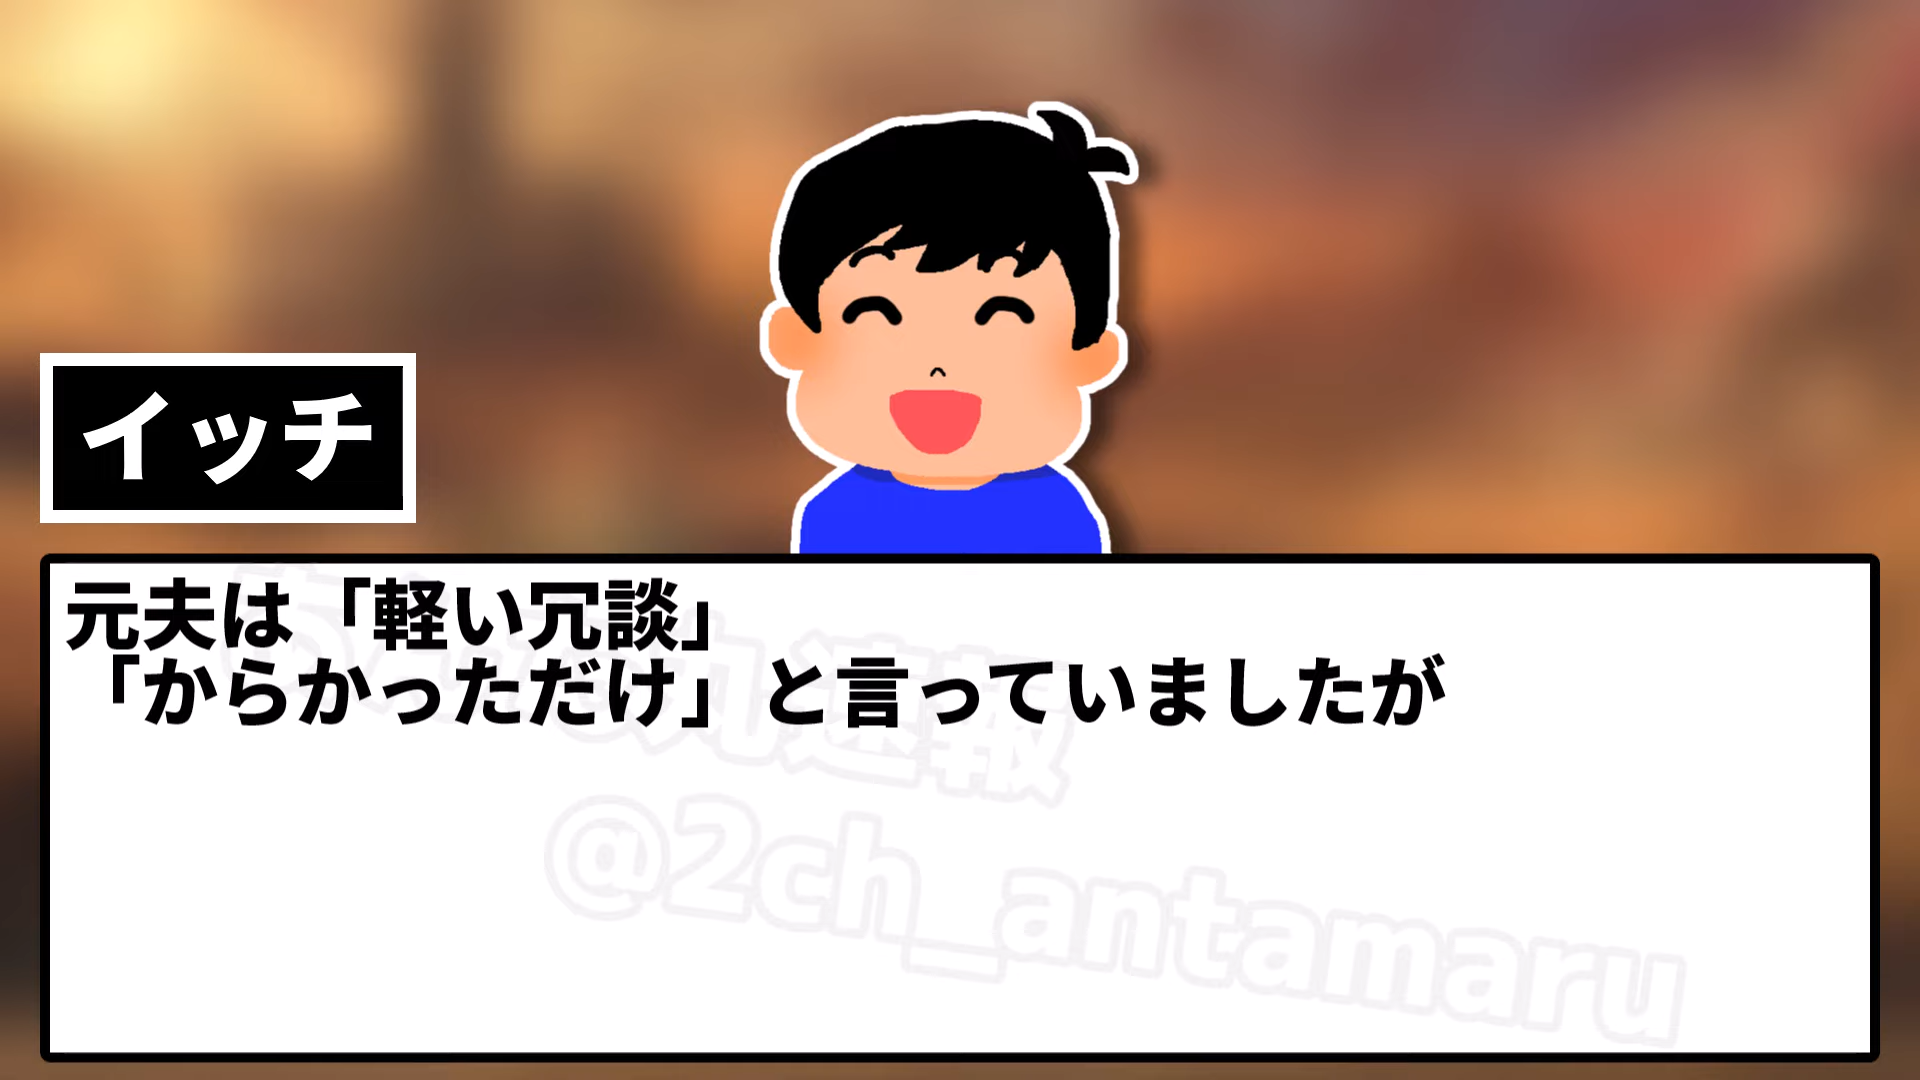 イッチ
元夫は「軽い冗談」
「からかっただけ」と言っていましたが
@2ch_antamaru